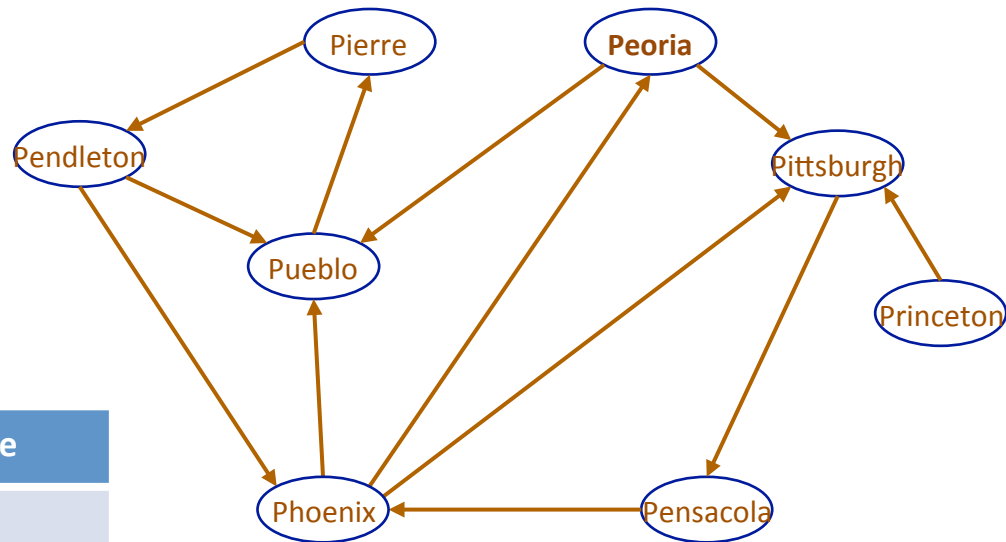 Pierre
Peoria
Pendleton
Pittsburgh
Pueblo
Princeton
e
Phoenix
Pensacola